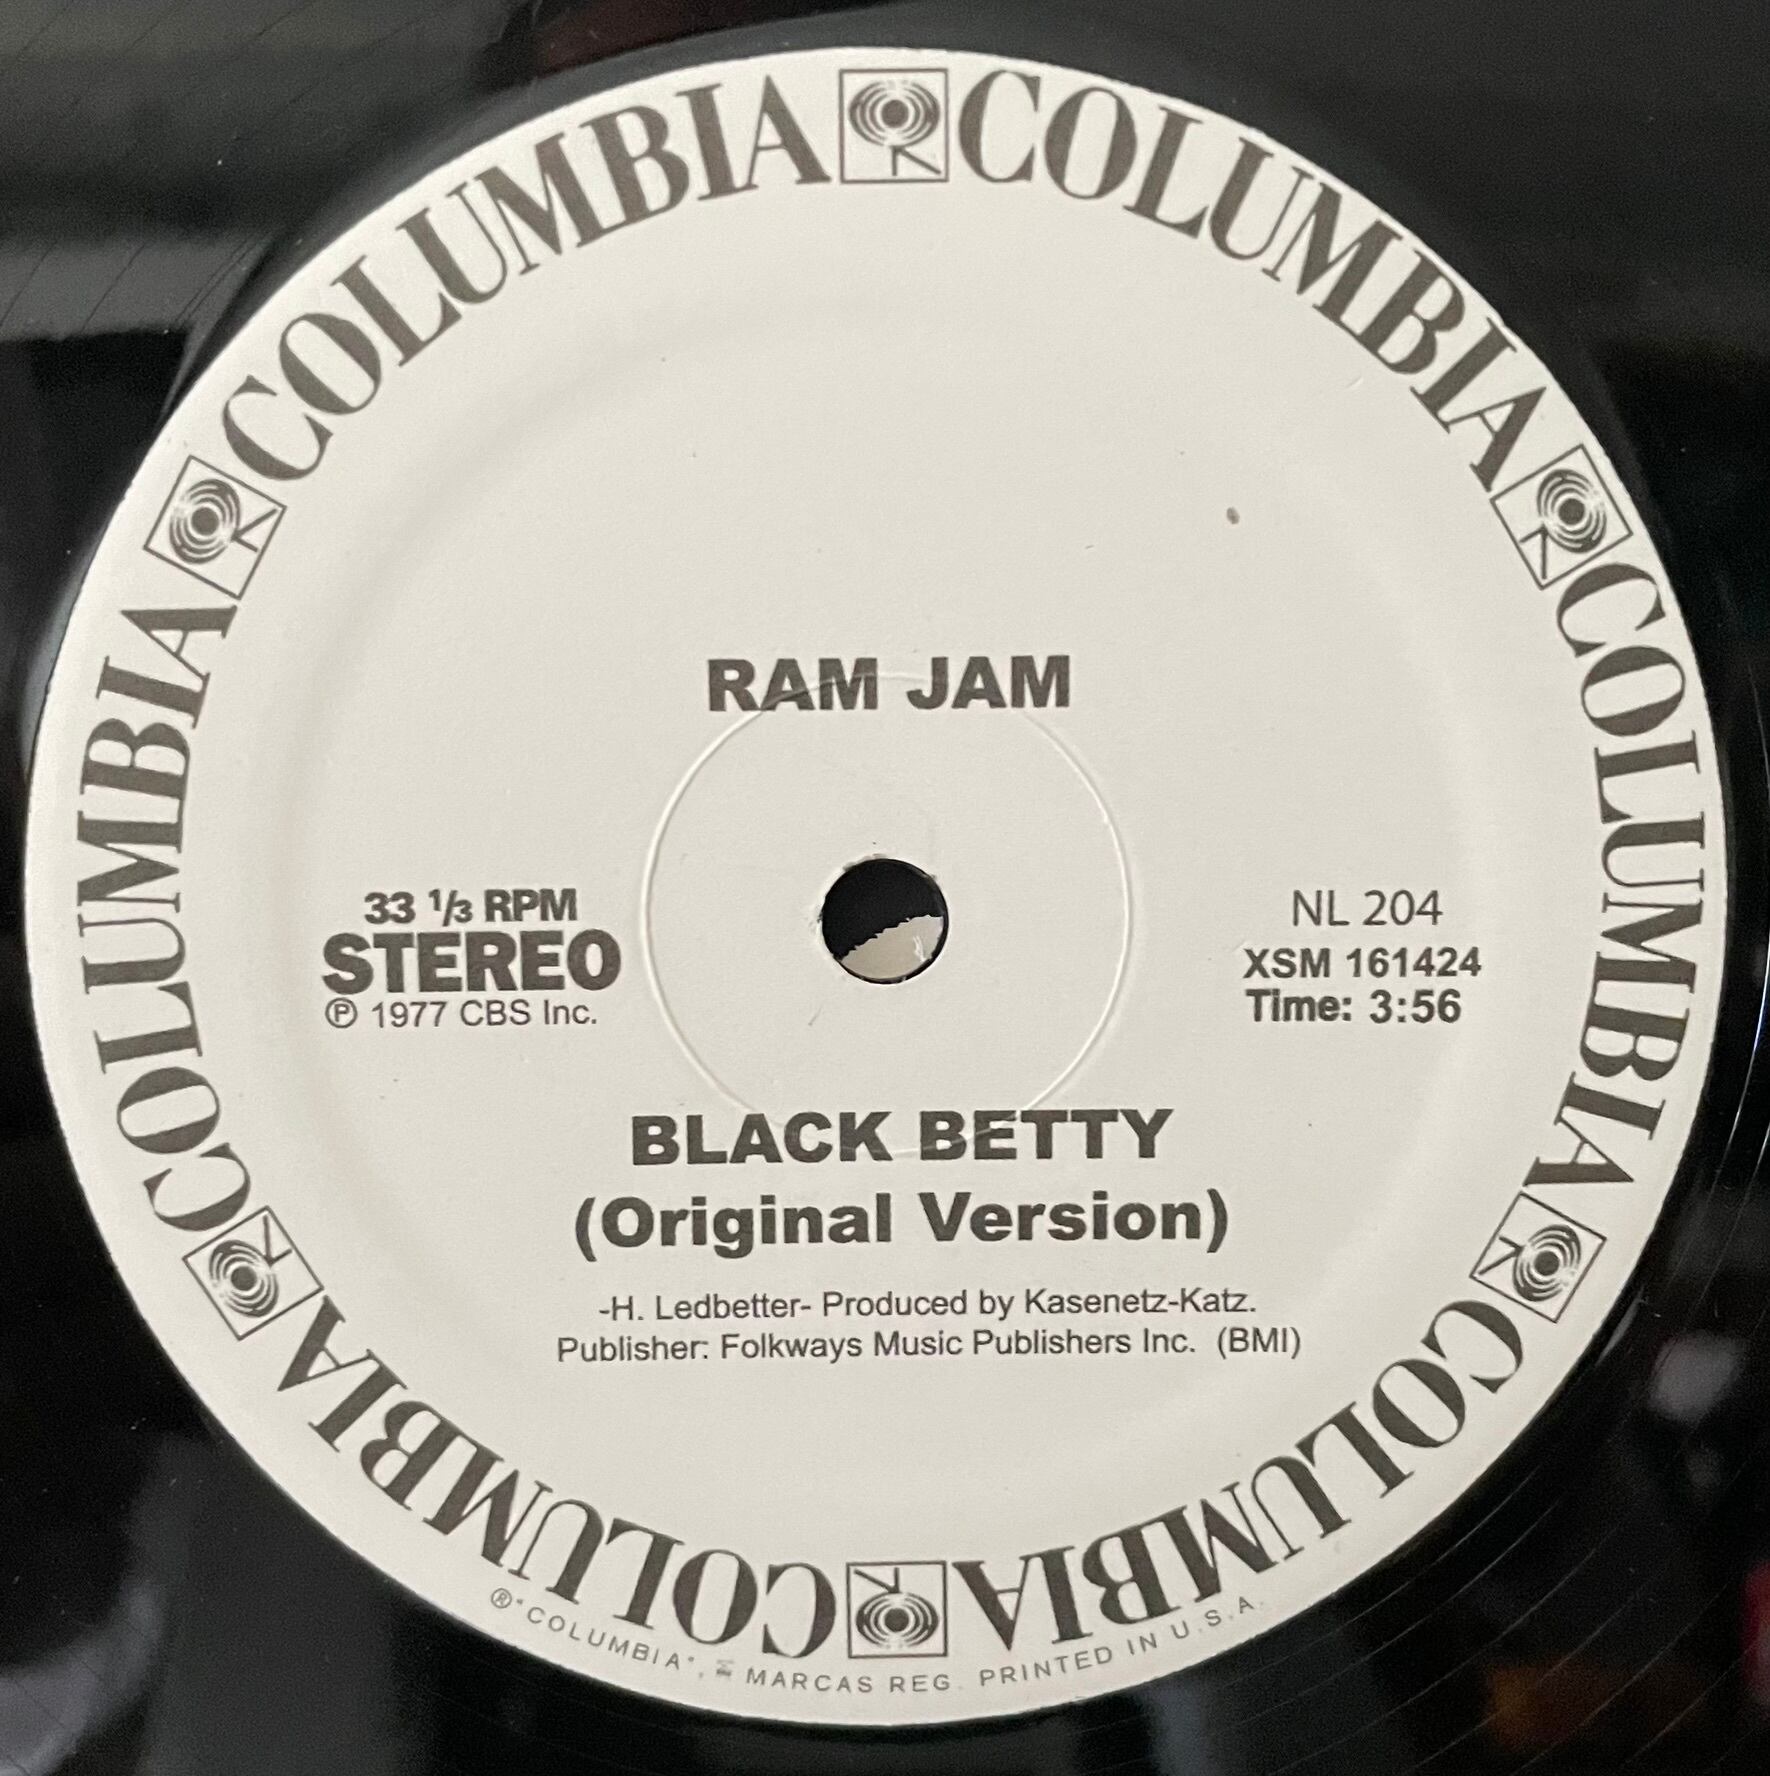 COLUMBIA COLUMBIA COLUMBIA COLUMBIA COLUMBIA COLUMBIA
RAM JAM
33 1/3 RPM
STEREO
℗ 1977 CBS Inc.
NL 204
XSM 161424
Time: 3:56
BLACK BETTY
(Original Version)
-H. Ledbetter- Produced by Kasenetz-Katz.
Publisher: Folkways Music Publishers Inc. (BMI)
®"COLUMBIA", MARCAS REG. PRINTED IN U.S.A.